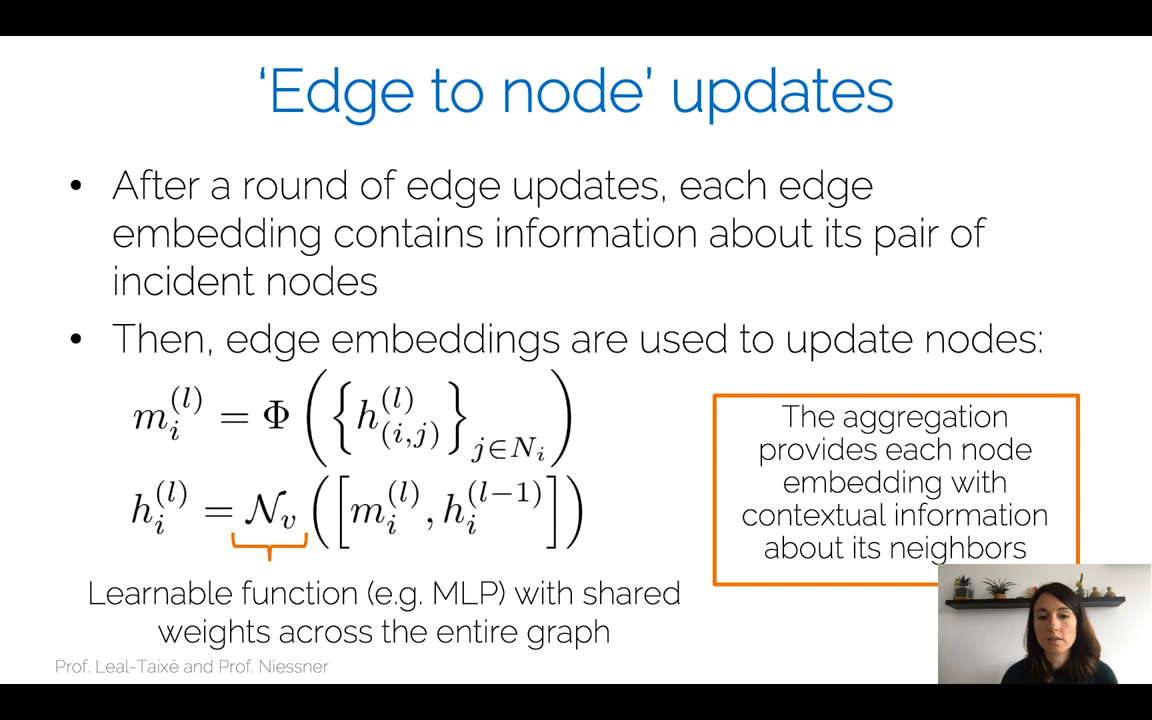 ‘Edge to node’ updates
• After a round of edge updates, each edge
embedding contains information about its pair of
incident nodes
• Then, edge embeddings are used to update nodes:
m_i^{(l)} = Φ ( { h_{(i,j)}^{(l)} }_{j∈N_i} )
h_i^{(l)} = 𝒩_v ( [ m_i^{(l)}, h_i^{(l-1)} ] )
The aggregation
provides each node
embedding with
contextual information
about its neighbors
Learnable function (e.g. MLP) with shared
weights across the entire graph
Prof. Leal-Taixé and Prof. Niessner